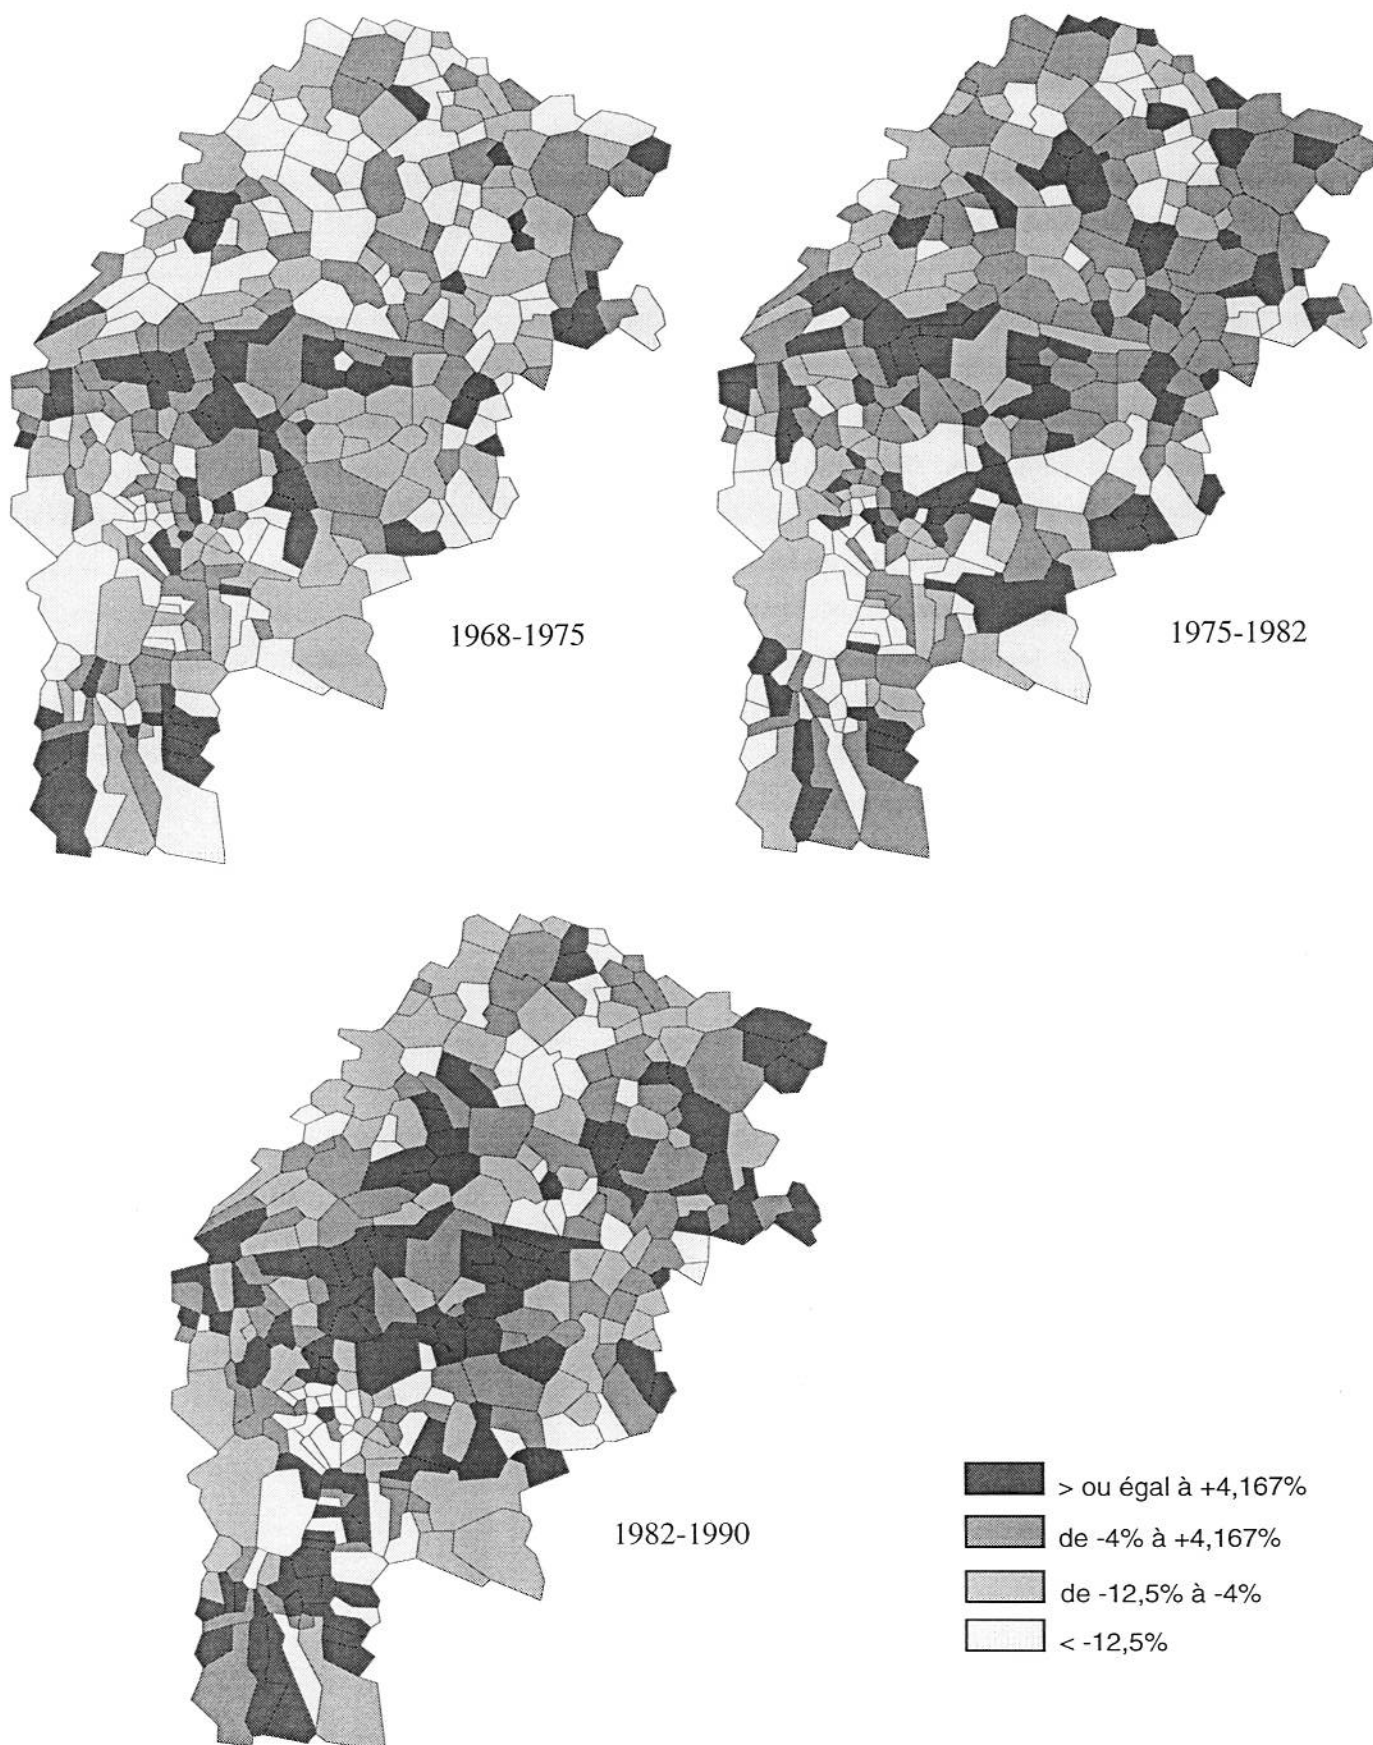 1968-1975
1975-1982
1982-1990
> ou égal à +4,167%
de -4% à +4,167%
de -12,5% à -4%
< -12,5%